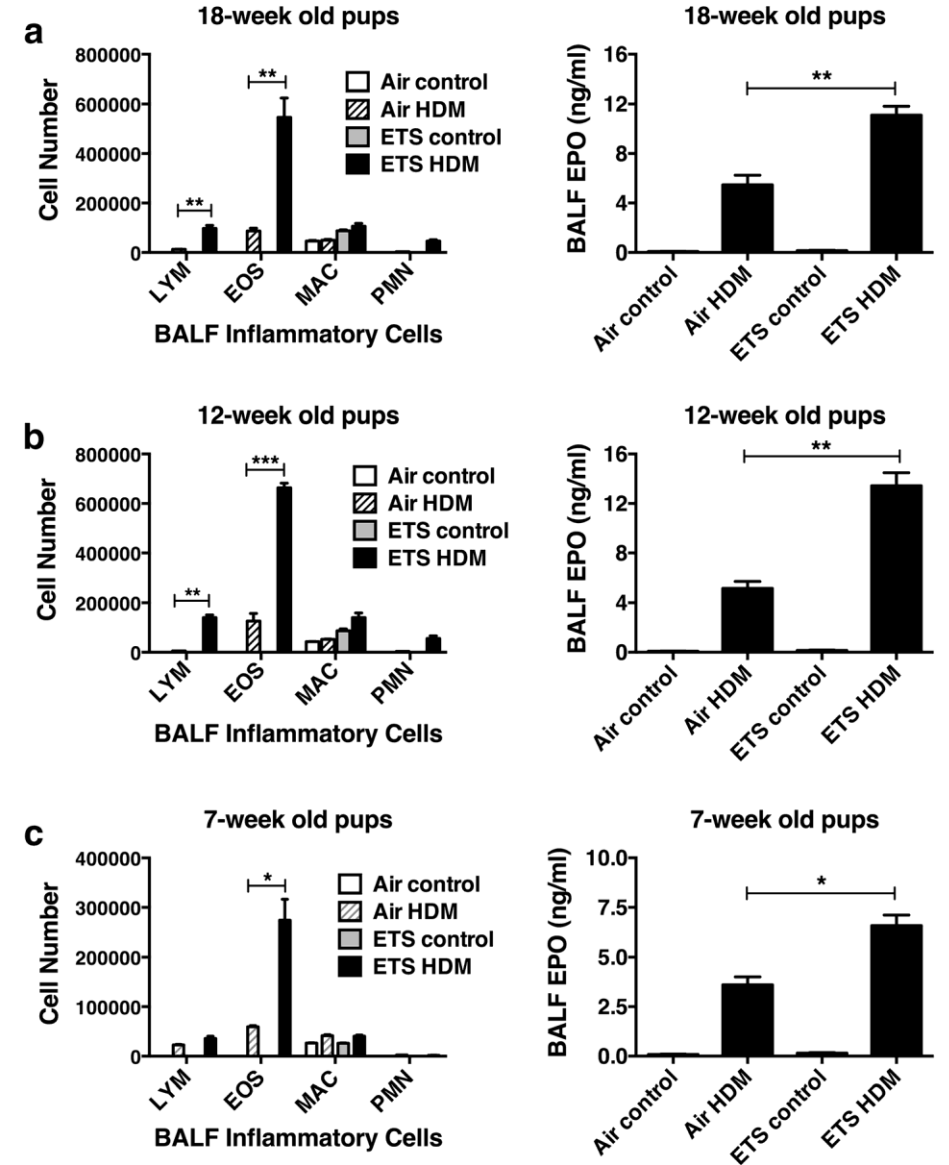 a
18-week old pups
800000
600000
400000
200000
0
Cell Number
**
**
Air control
Air HDM
ETS control
ETS HDM
LYM
EOS
MAC
PMN
BALF Inflammatory Cells
18-week old pups
16
12
8
4
0
BALF EPO (ng/ml)
**
Air control
Air HDM
ETS control
ETS HDM
b
12-week old pups
800000
600000
400000
200000
0
Cell Number
**
***
Air control
Air HDM
ETS control
ETS HDM
LYM
EOS
MAC
PMN
BALF Inflammatory Cells
12-week old pups
16
12
8
4
0
BALF EPO (ng/ml)
**
Air control
Air HDM
ETS control
ETS HDM
c
7-week old pups
400000
300000
200000
100000
0
Cell Number
*
Air control
Air HDM
ETS control
ETS HDM
LYM
EOS
MAC
PMN
BALF Inflammatory Cells
7-week old pups
10.0
7.5
5.0
2.5
0.0
BALF EPO (ng/ml)
*
Air control
Air HDM
ETS control
ETS HDM